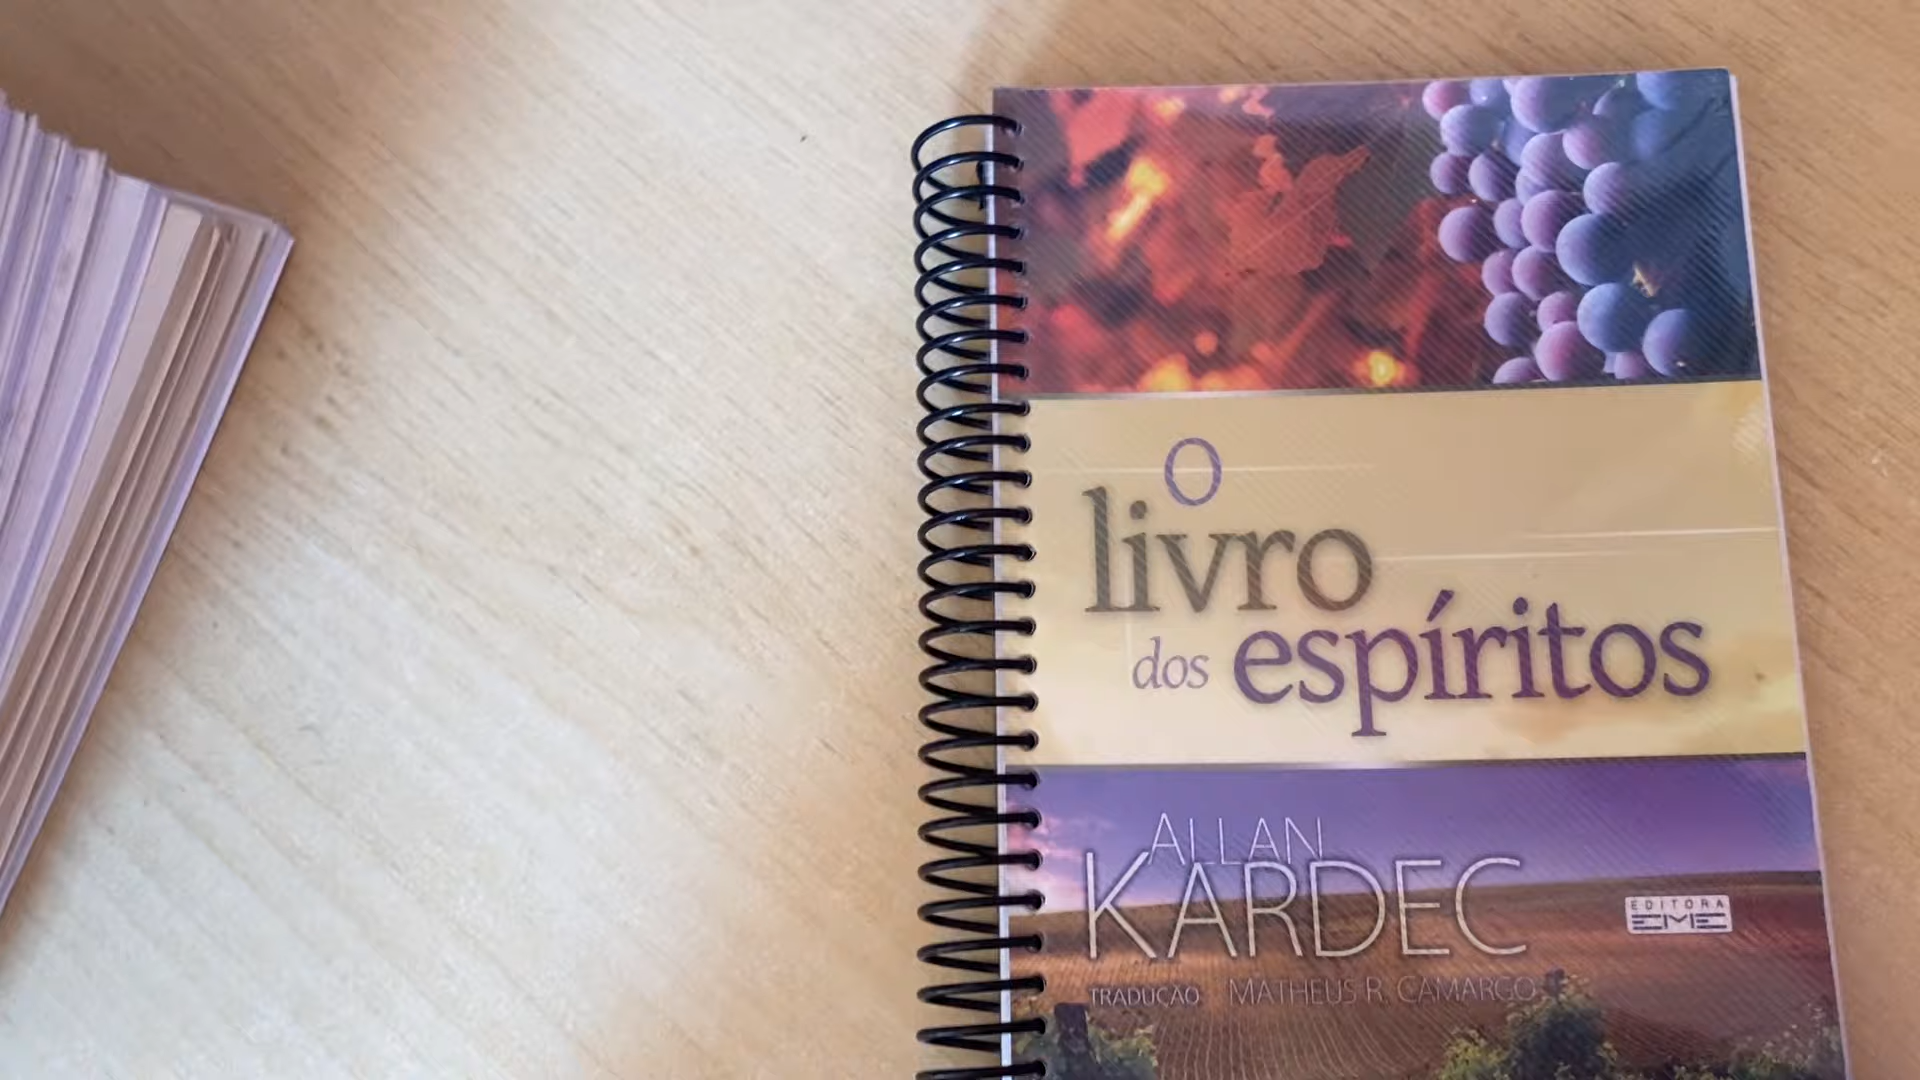 O
livro
dos espíritos
ALLAN
KARDEC
EDITORA
EME
TRADUÇÃO MATHEUS R. CAMARGO